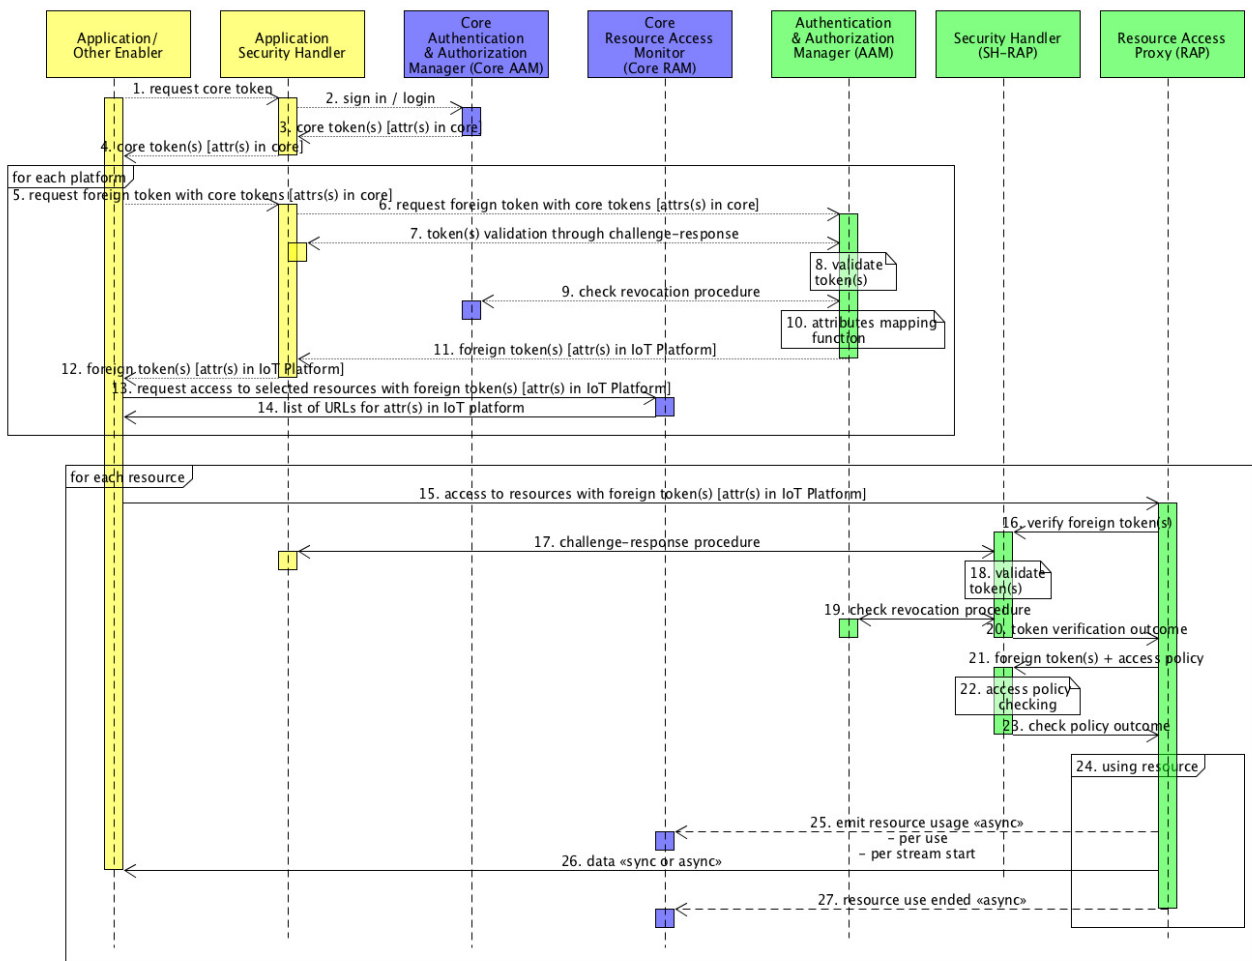 Application/
Other Enabler
Application
Security Handler
Core
Authentication
& Authorization
Manager (Core AAM)
Core
Resource Access
Monitor
(Core RAM)
Authentication
& Authorization
Manager (AAM)
Security Handler
(SH-RAP)
Resource Access
Proxy (RAP)
1. request core token
2. sign in / login
3. core token(s) [attr(s) in core]
4. core token(s) [attr(s) in core]
for each platform
5. request foreign token with core tokens [attrs(s) in core]
6. request foreign token with core tokens [attrs(s) in core]
7. token(s) validation through challenge-response
8. validate
token(s)
9. check revocation procedure
10. attributes mapping
function
11. foreign token(s) [attr(s) in IoT Platform]
12. foreign token(s) [attr(s) in IoT Platform]
13. request access to selected resources with foreign token(s) [attr(s) in IoT Platform]
14. list of URLs for attr(s) in IoT platform
for each resource
15. access to resources with foreign token(s) [attr(s) in IoT Platform]
16. verify foreign token(s)
17. challenge-response procedure
18. validate
token(s)
19. check revocation procedure
20. token verification outcome
21. foreign token(s) + access policy
22. access policy
checking
23. check policy outcome
24. using resource
25. emit resource usage «async»
- per use
- per stream start
26. data «sync or async»
27. resource use ended «async»